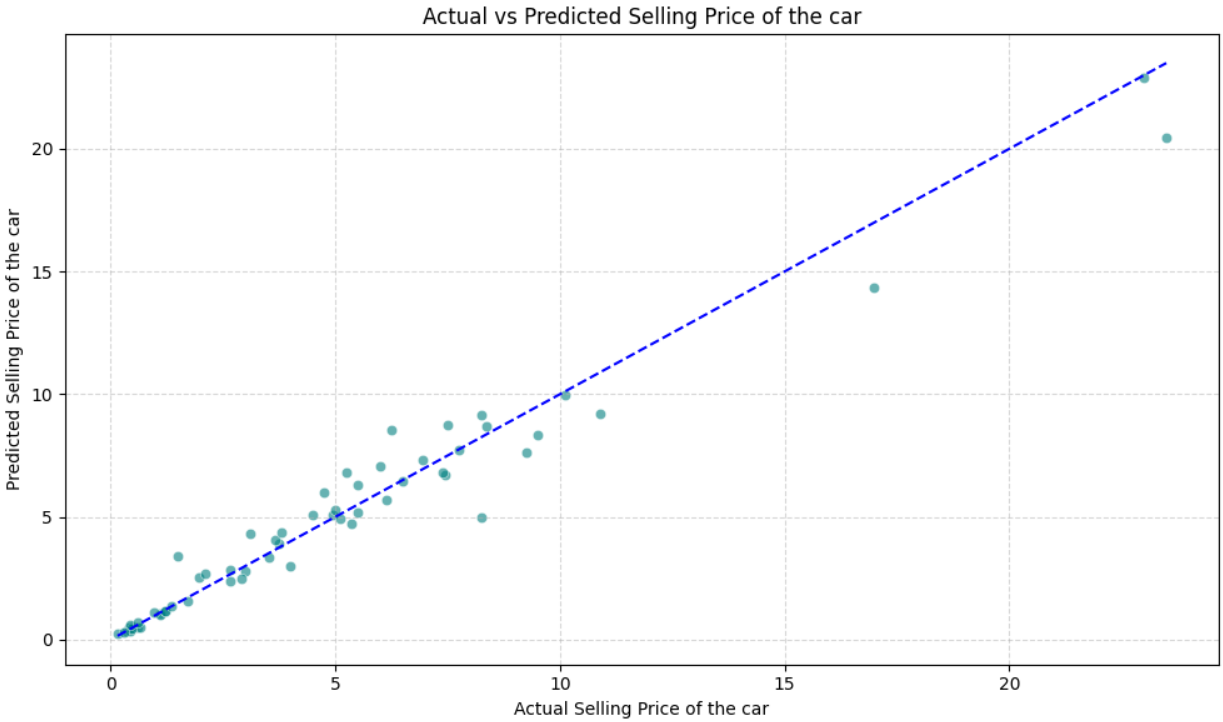 Actual vs Predicted Selling Price of the car
Predicted Selling Price of the car
20
15
10
5
0
0 5 10 15 20
Actual Selling Price of the car